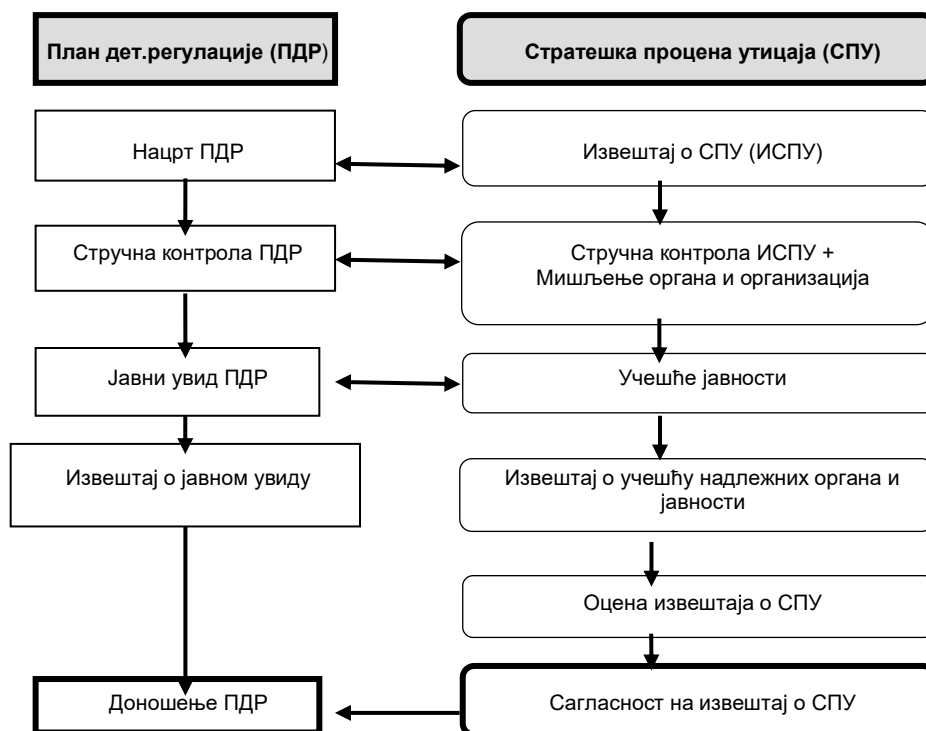 План дет.регулације (ПДР)
Стратешка процена утицаја (СПУ)
Нацрт ПДР
Извештај о СПУ (ИСПУ)
Стручна контрола ПДР
Стручна контрола ИСПУ +
Мишљење органа и организација
Јавни увид ПДР
Учешће јавности
Извештај о јавном увиду
Извештај о учешћу надлежних органа и
јавности
Оцена извештаја о СПУ
Доношење ПДР
Сагласност на извештај о СПУ